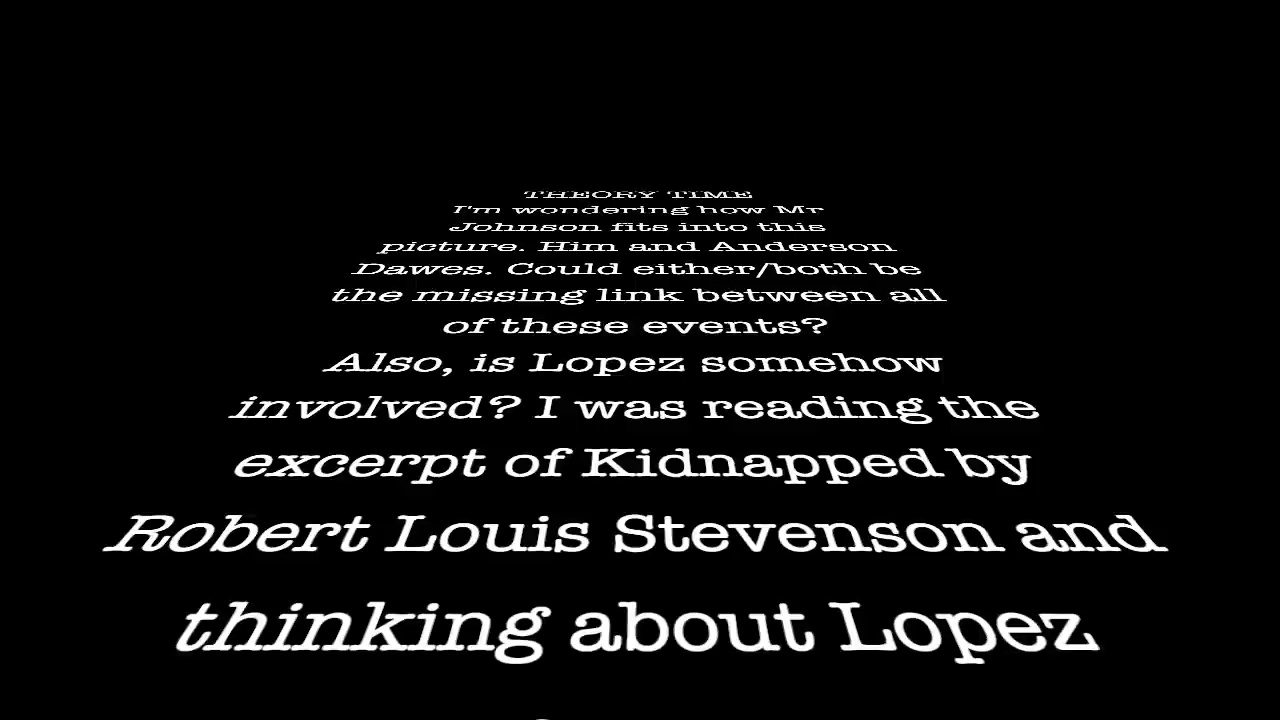 THEORY TIME
I'm wondering how Mr
Johnson fits into this
picture. Him and Anderson
Dawes. Could either/both be
the missing link between all
of these events?
Also, is Lopez somehow
involved? I was reading the
excerpt of Kidnapped by
Robert Louis Stevenson and
thinking about Lopez